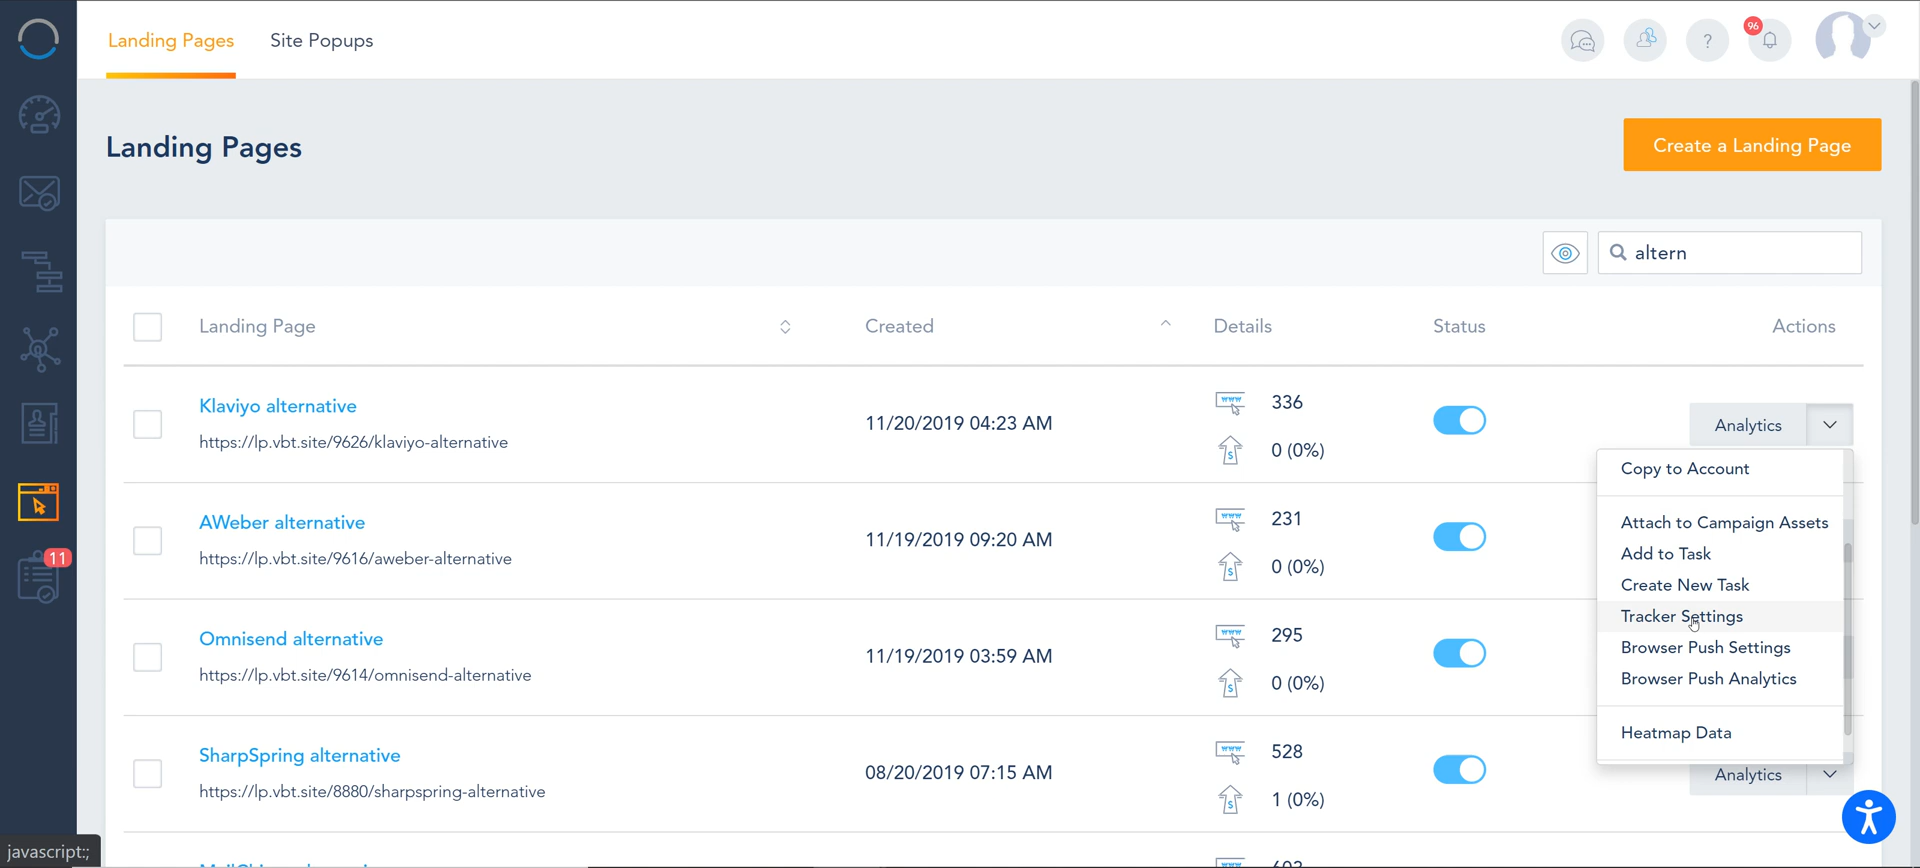 Landing Pages
Site Popups
?
96
Landing Pages
Create a Landing Page
altern
Landing Page
Created
Details
Status
Actions
Klaviyo alternative
https://lp.vbt.site/9626/klaviyo-alternative
11/20/2019 04:23 AM
www 336
$ 0 (0%)
Analytics
Copy to Account
Attach to Campaign Assets
Add to Task
Create New Task
Tracker Settings
Browser Push Settings
Browser Push Analytics
Heatmap Data
AWeber alternative
https://lp.vbt.site/9616/aweber-alternative
11/19/2019 09:20 AM
www 231
$ 0 (0%)
11
Omnisend alternative
https://lp.vbt.site/9614/omnisend-alternative
11/19/2019 03:59 AM
www 295
$ 0 (0%)
SharpSpring alternative
https://lp.vbt.site/8880/sharpspring-alternative
08/20/2019 07:15 AM
www 528
$ 1 (0%)
Analytics
javascript:;